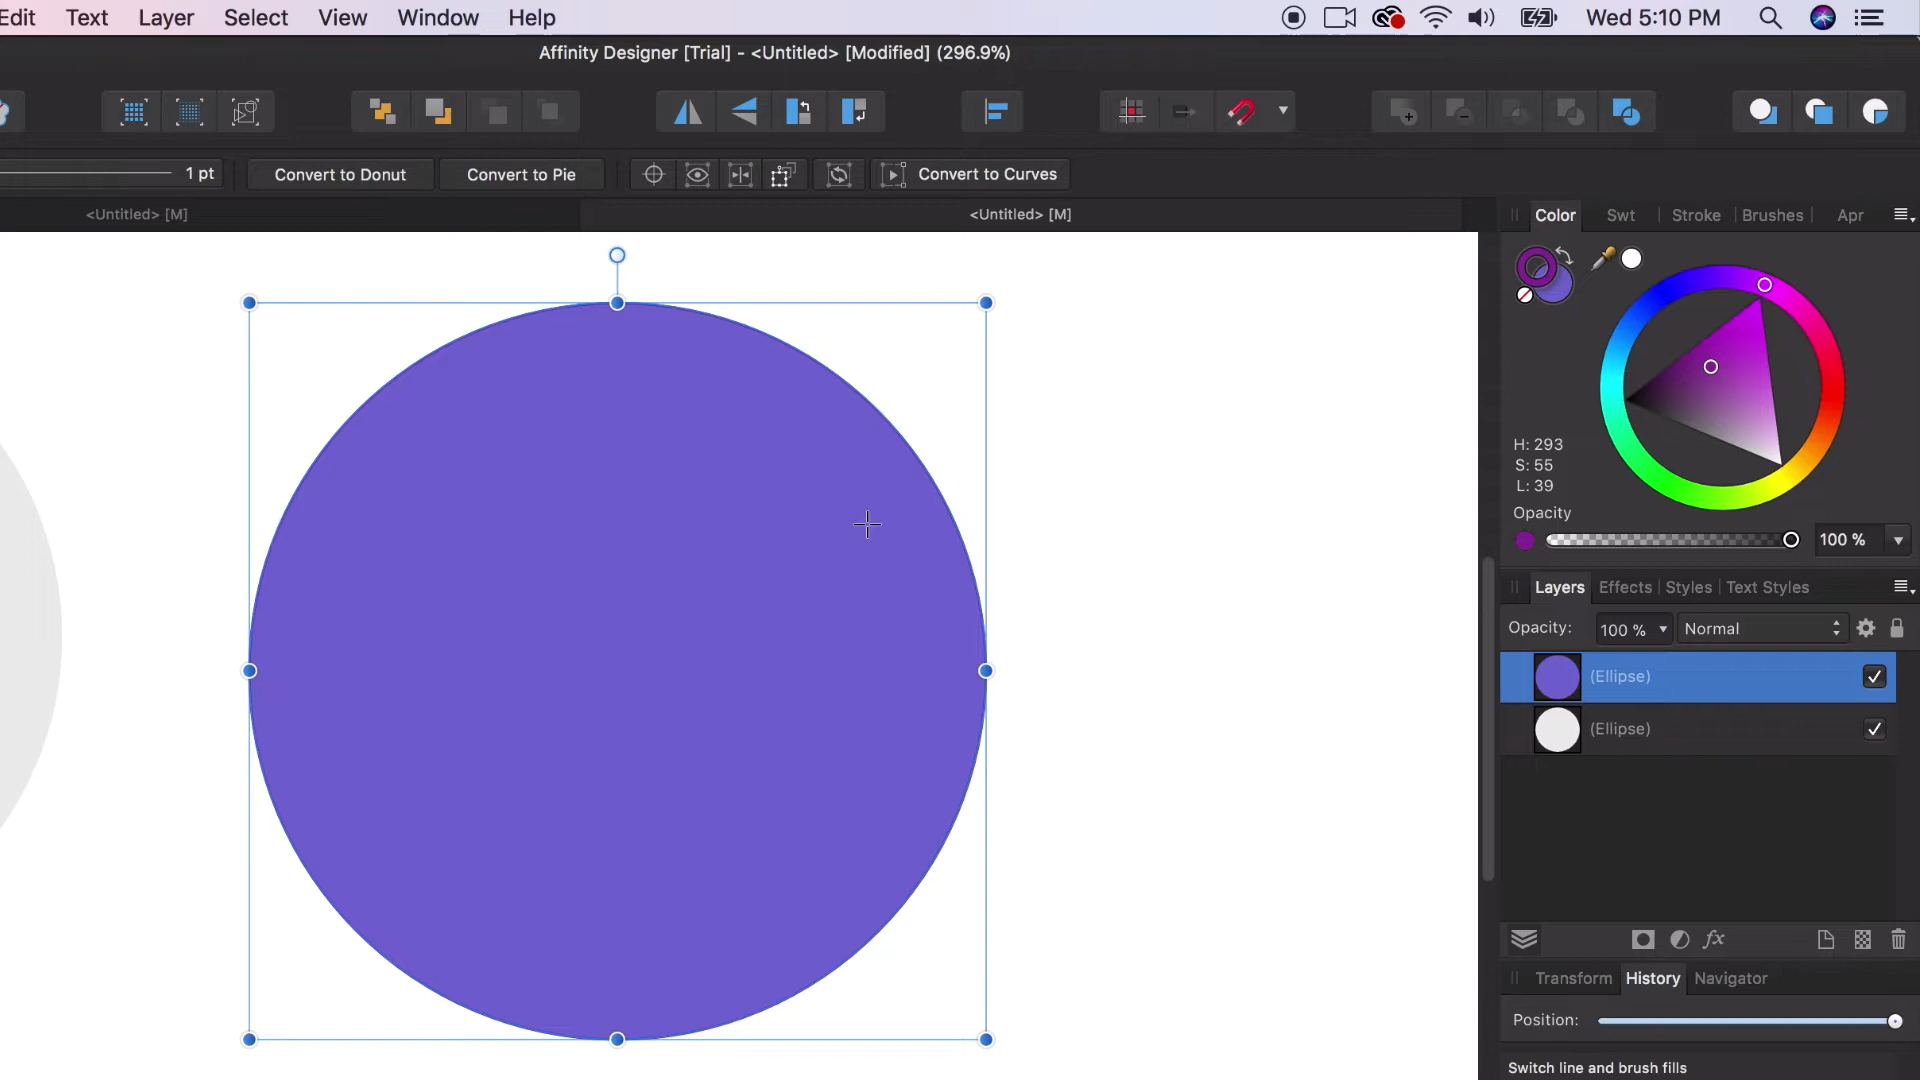 Edit Text Layer Select View Window Help Wed 5:10 PM
Affinity Designer [Trial] - <Untitled> [Modified] (296.9%)
1 pt Convert to Donut Convert to Pie Convert to Curves
<Untitled> [M] <Untitled> [M]
Color Swt Stroke Brushes Apr
H: 293
S: 55
L: 39
Opacity
100 %
Layers Effects Styles Text Styles
Opacity: 100 % Normal
(Ellipse)
(Ellipse)
fx
Transform History Navigator
Position:
Switch line and brush fills